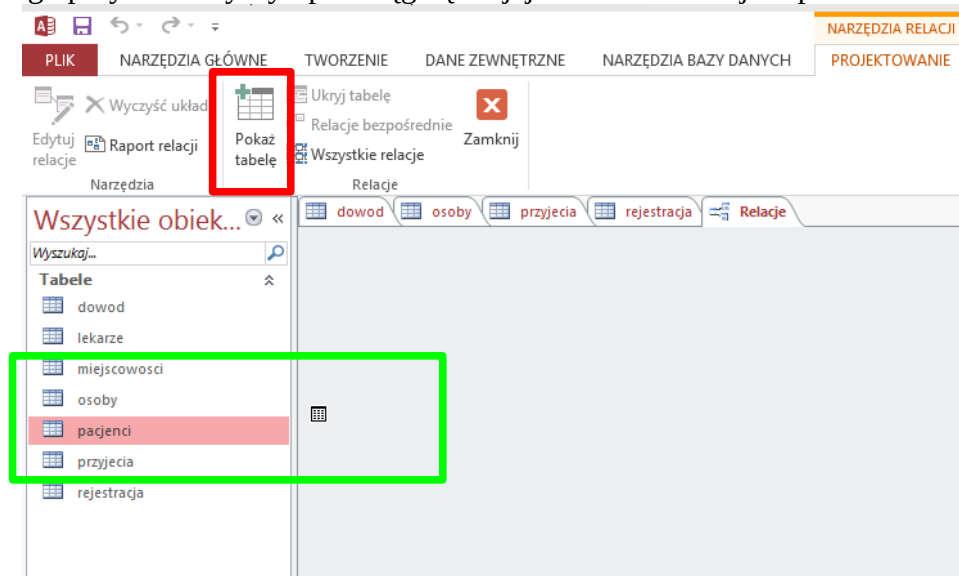 NARZĘDZIA RELACJI
PLIK NARZĘDZIA GŁÓWNE TWORZENIE DANE ZEWNĘTRZNE NARZĘDZIA BAZY DANYCH PROJEKTOWANIE
Edytuj relacje
Wyczyść układ
Raport relacji
Pokaż tabelę
Ukryj tabelę
Relacje bezpośrednie
Wszystkie relacje
Zamknij
Narzędzia Relacje
Wszystkie obiek... «
dowod osoby przyjecia rejestracja Relacje
Wyszukaj...
Tabele
dowod
lekarze
miejscowosci
osoby
pacjenci
przyjecia
rejestracja